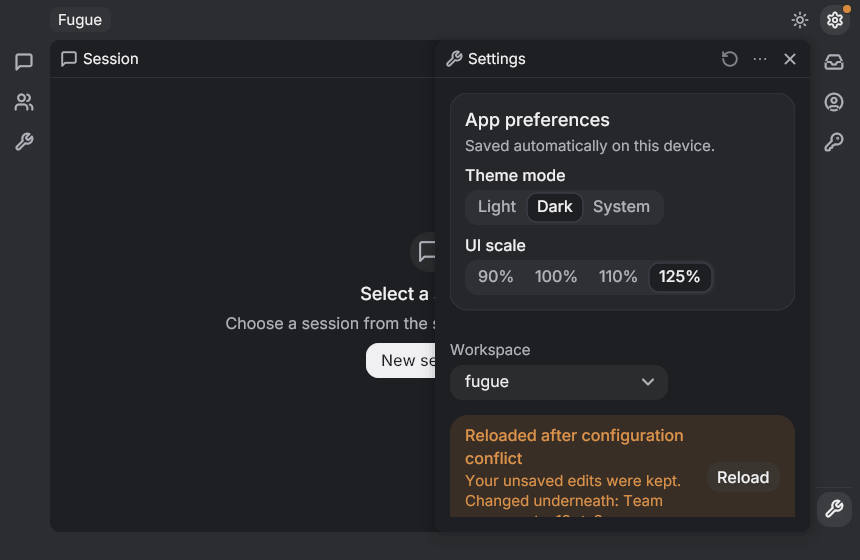 Fugue
Session
Settings
App preferences
Saved automatically on this device.
Theme mode
Light Dark System
UI scale
90% 100% 110% 125%
Select a
Choose a session from the
New se
Workspace
fugue
Reloaded after configuration
conflict
Your unsaved edits were kept.
Changed underneath: Team
Reload